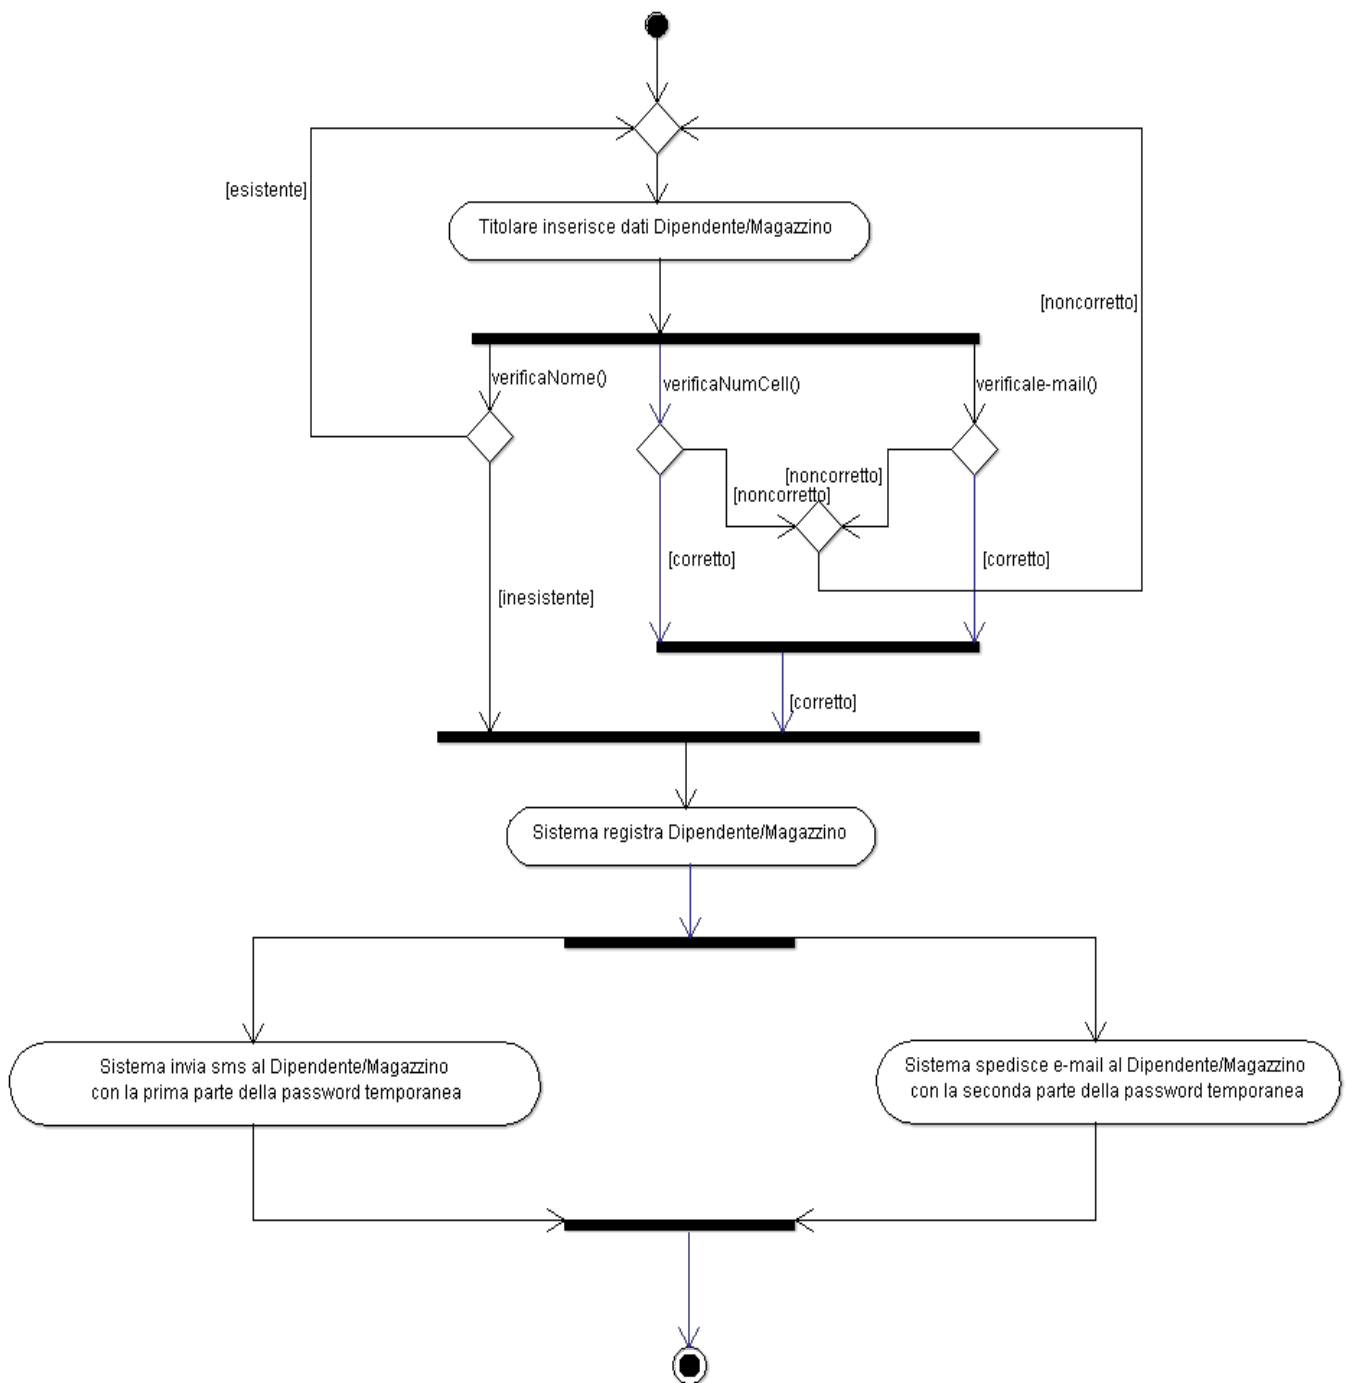 [esistente]
Titolare inserisce dati Dipendente/Magazzino
[noncorretto]
verificaNome()
verificaNumCell()
verificale-mail()
[noncorretto]
[noncorretto]
[corretto]
[corretto]
[inesistente]
[corretto]
Sistema registra Dipendente/Magazzino
Sistema invia sms al Dipendente/Magazzino
con la prima parte della password temporanea
Sistema spedisce e-mail al Dipendente/Magazzino
con la seconda parte della password temporanea